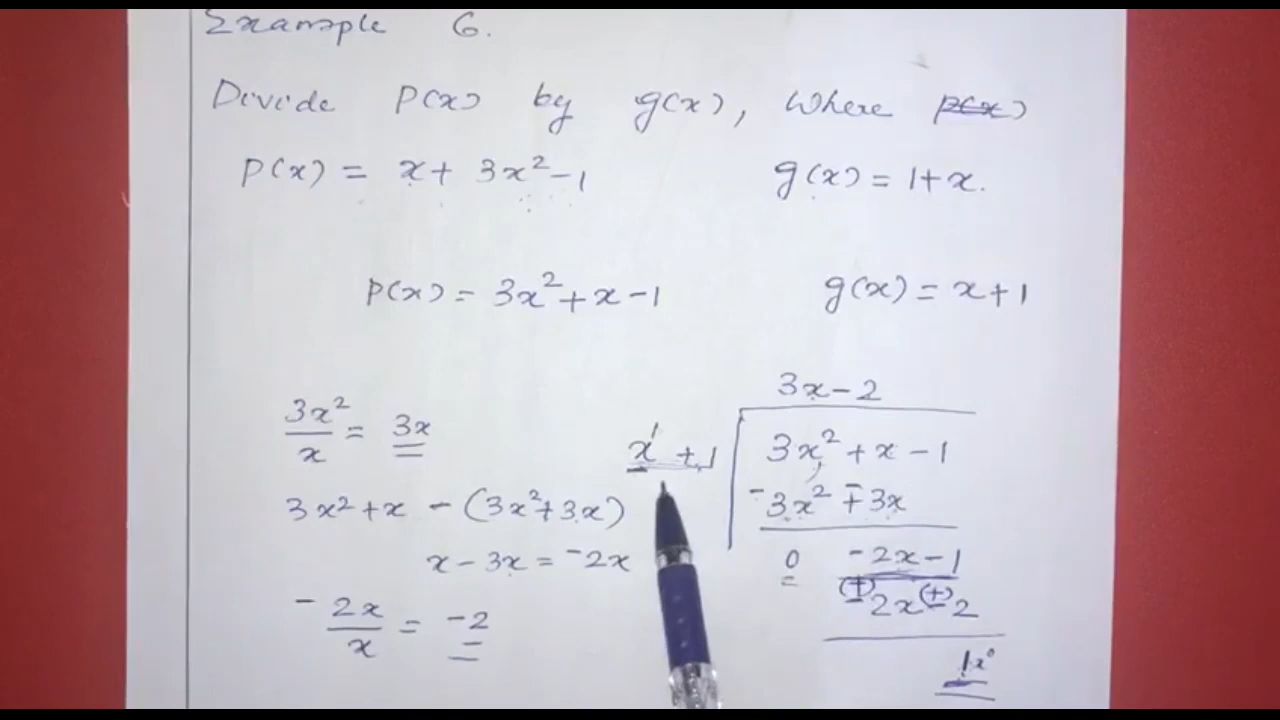 Example 6.
Divide P(x) by g(x), Where p(x)
P(x) = x + 3x² - 1 g(x) = 1 + x.
P(x) = 3x² + x - 1 g(x) = x + 1
3x - 2
3x²/x = 3x x¹ + 1 3x² + x - 1
3x² + x - (3x² + 3x) -3x² ∓ 3x
x - 3x = -2x 0 -2x - 1
-2x/x = -2 (+)-2x (+)- 2
1x⁰